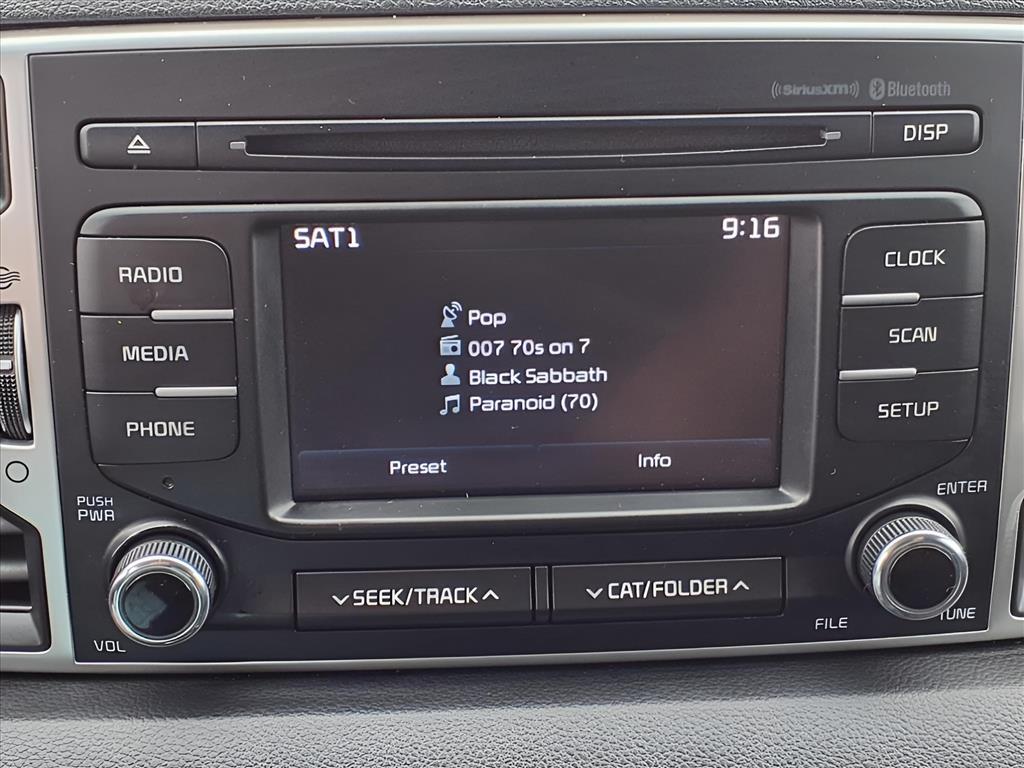 ((SiriusXM)) Bluetooth
DISP
SAT1 9:16
RADIO
MEDIA
PHONE
Pop
007 70s on 7
Black Sabbath
Paranoid (70)
Preset Info
CLOCK
SCAN
SETUP
PUSH
PWR
VOL
SEEK/TRACK
CAT/FOLDER
ENTER
FILE
TUNE